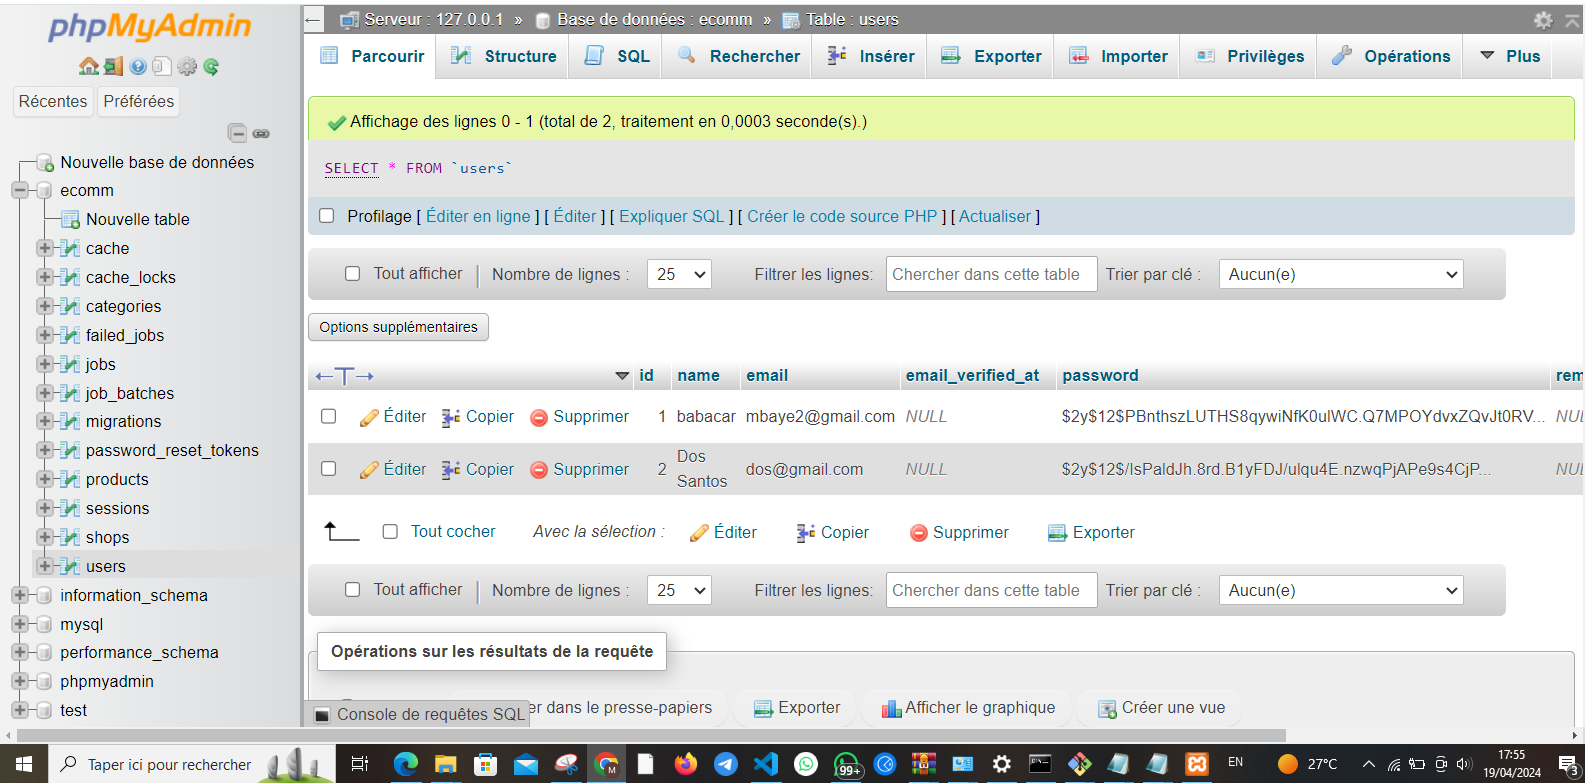 phpMyAdmin
Récentes Préférées
Nouvelle base de données
ecomm
Nouvelle table
cache
cache_locks
categories
failed_jobs
jobs
job_batches
migrations
password_reset_tokens
products
sessions
shops
users
information_schema
mysql
performance_schema
phpmyadmin
test
Serveur : 127.0.0.1 » Base de données : ecomm » Table : users
Parcourir Structure SQL Rechercher Insérer Exporter Importer Privilèges Opérations Plus
Affichage des lignes 0 - 1 (total de 2, traitement en 0,0003 seconde(s).)
SELECT * FROM `users`
Profilage [ Éditer en ligne ] [ Éditer ] [ Expliquer SQL ] [ Créer le code source PHP ] [ Actualiser ]
Tout afficher Nombre de lignes : 25 Filtrer les lignes: Chercher dans cette table Trier par clé : Aucun(e)
Options supplémentaires
id name email email_verified_at password rem
Éditer Copier Supprimer 1 babacar mbaye2@gmail.com NULL $2y$12$PBnthszLUTHS8qywiNfK0ulWC.Q7MPOYdvxZQvJt0RV... NUL
Éditer Copier Supprimer 2 Dos Santos dos@gmail.com NULL $2y$12$/IsPaldJh.8rd.B1yFDJ/ulqu4E.nzwqPjAPe9s4CjP... NUL
Tout cocher Avec la sélection : Éditer Copier Supprimer Exporter
Tout afficher Nombre de lignes : 25 Filtrer les lignes: Chercher dans cette table Trier par clé : Aucun(e)
Opérations sur les résultats de la requête
er dans le presse-papiers Exporter Afficher le graphique Créer une vue
Console de requêtes SQL
Taper ici pour rechercher
99+
27°C
EN
17:55
19/04/2024
3